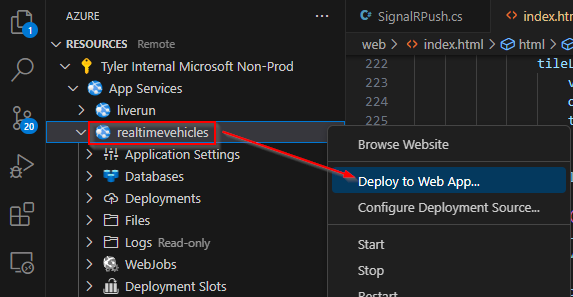 AZURE
SignalRPush.cs
index.html
web > index.html > html >
RESOURCES Remote
Tyler Internal Microsoft Non-Prod
App Services
liverun
realtimevehicles
Application Settings
Databases
Deployments
Files
Logs Read-only
WebJobs
Deployment Slots
1
20
222
223
224
225
tileL
v
Browse Website
Deploy to Web App...
Configure Deployment Source...
Start
Stop
Restart